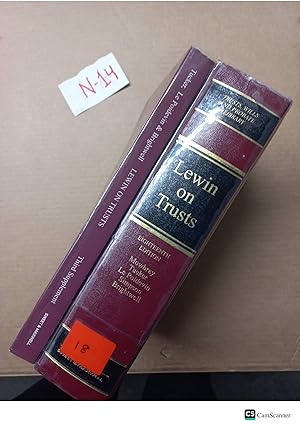 N-14
Tucker, Le Poidevin & Brightwell
LEWIN ON TRUSTS
Third Supplement
SWEET & MAXWELL
TRUSTS, WILLS
AND PROBATE
LIBRARY
Lewin
on
Trusts
EIGHTEENTH
EDITION
Mowbray
Tucker
Le Poidevin
Simpson
Brightwell
18
CS CamScanner